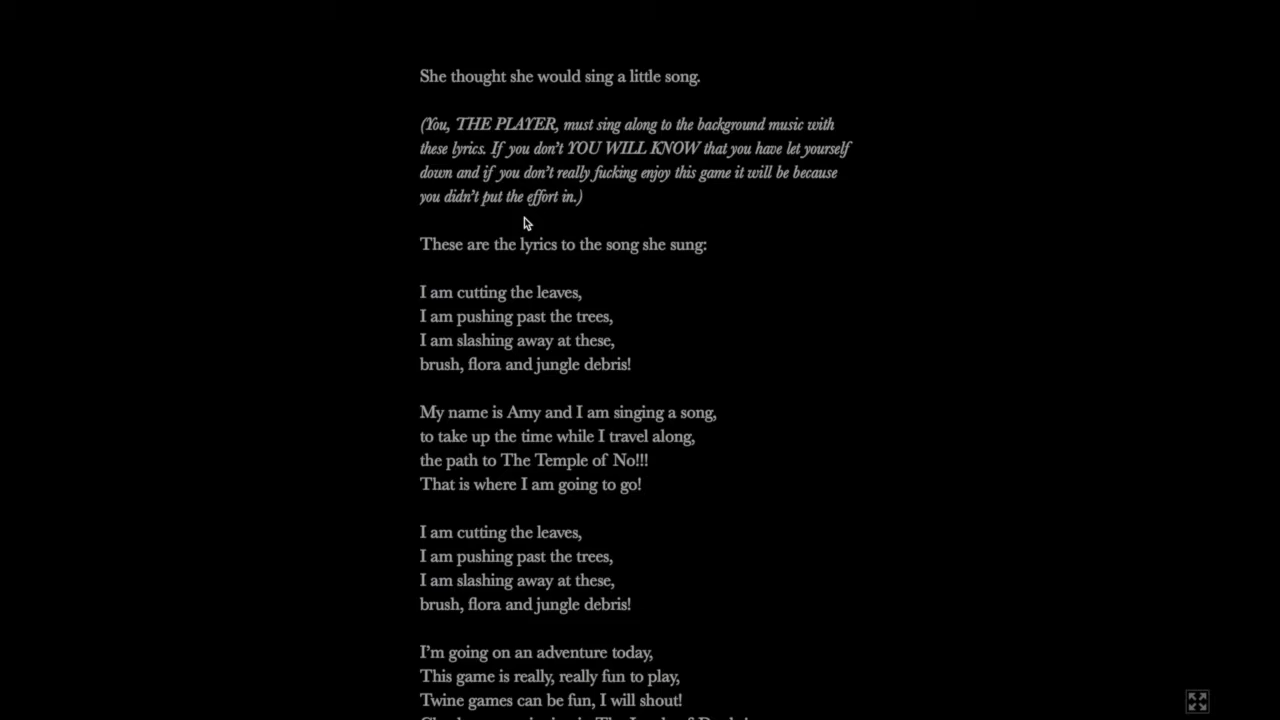 She thought she would sing a little song.
(You, THE PLAYER, must sing along to the background music with
these lyrics. If you don't YOU WILL KNOW that you have let yourself
down and if you don't really fucking enjoy this game it will be because
you didn't put the effort in.)
These are the lyrics to the song she sung:
I am cutting the leaves,
I am pushing past the trees,
I am slashing away at these,
brush, flora and jungle debris!
My name is Amy and I am singing a song,
to take up the time while I travel along,
the path to The Temple of No!!!
That is where I am going to go!
I am cutting the leaves,
I am pushing past the trees,
I am slashing away at these,
brush, flora and jungle debris!
I'm going on an adventure today,
This game is really, really fun to play,
Twine games can be fun, I will shout!